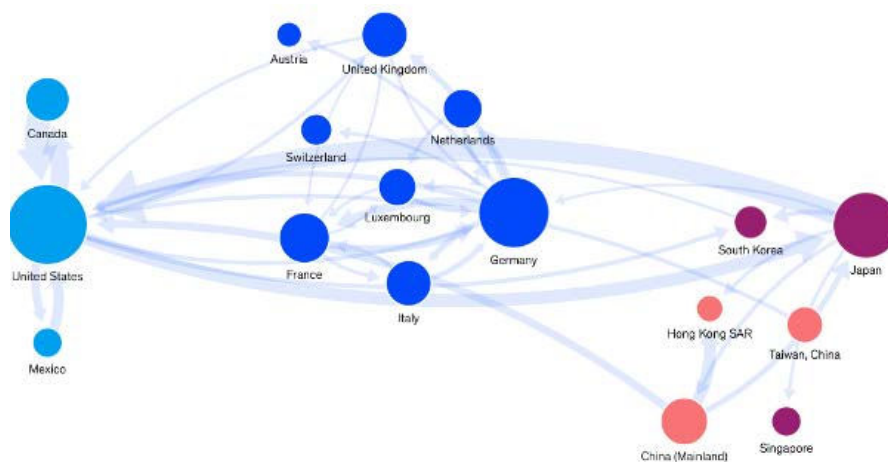 Austria
United Kingdom
Canada
Netherlands
Switzerland
Luxembourg
South Korea
United States
France
Germany
Japan
Italy
Hong Kong SAR
Taiwan, China
Mexico
Singapore
China (Mainland)